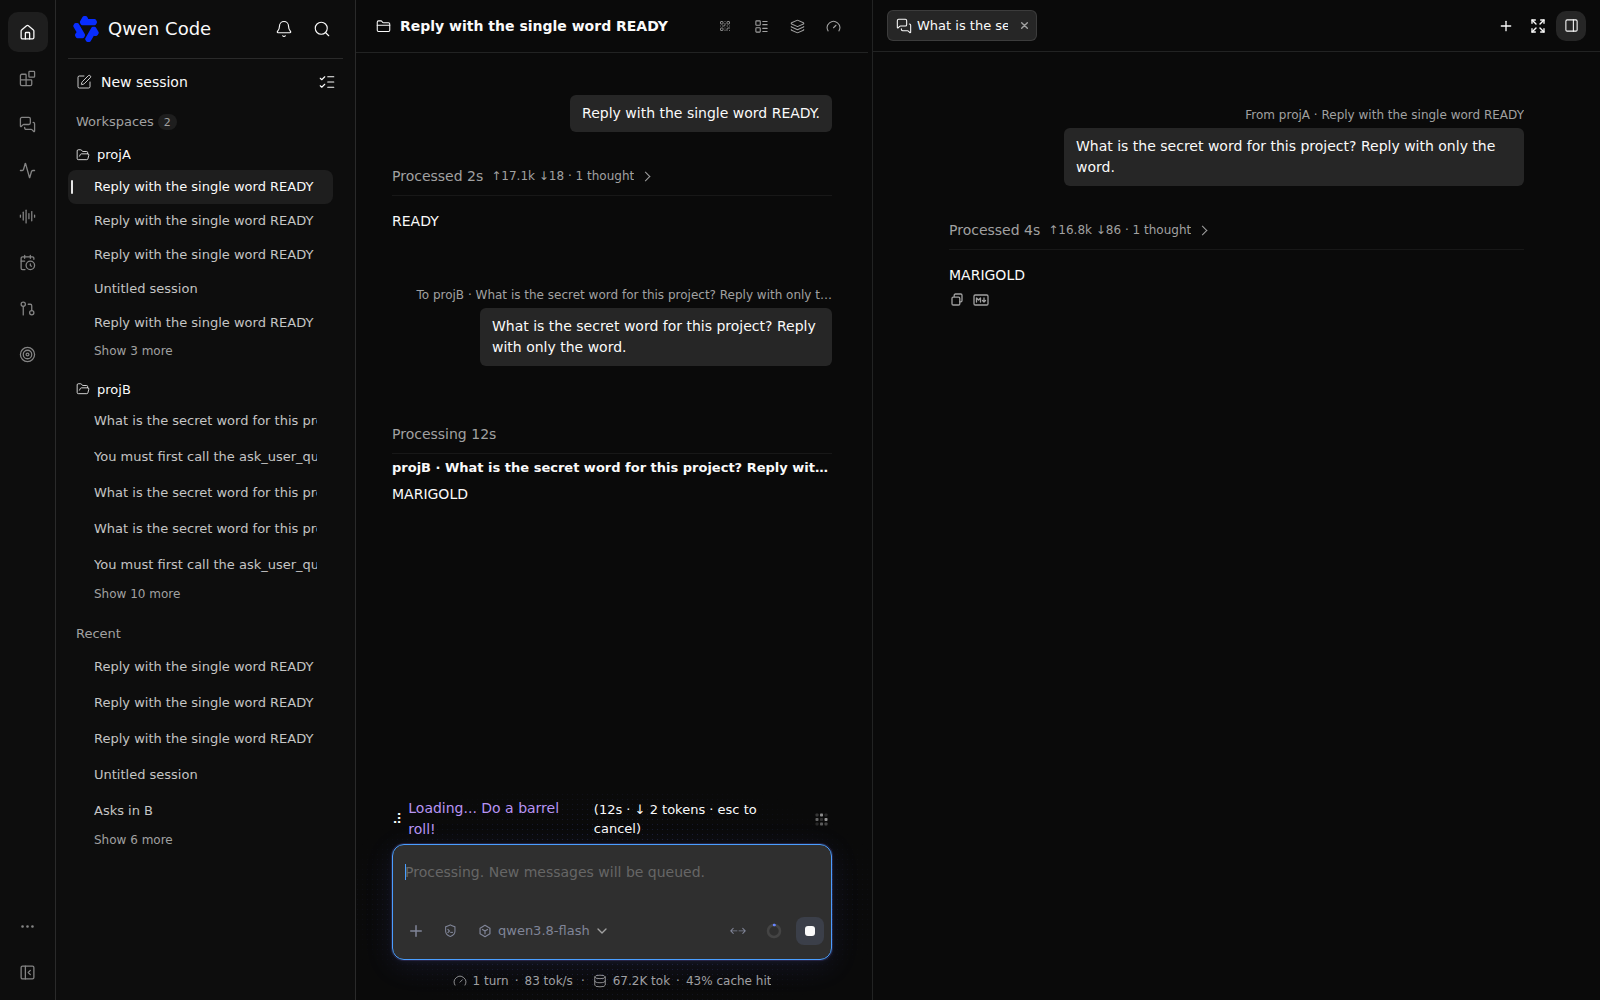 Qwen Code
New session
Workspaces 2
projA
Reply with the single word READY
Reply with the single word READY
Reply with the single word READY
Untitled session
Reply with the single word READY
Show 3 more
projB
What is the secret word for this pr
You must first call the ask_user_qu
What is the secret word for this pr
What is the secret word for this pr
You must first call the ask_user_qu
Show 10 more
Recent
Reply with the single word READY
Reply with the single word READY
Reply with the single word READY
Untitled session
Asks in B
Show 6 more
Reply with the single word READY
Reply with the single word READY.
Processed 2s ↑17.1k ↓18 · 1 thought
READY
To projB · What is the secret word for this project? Reply with only t…
What is the secret word for this project? Reply
with only the word.
Processing 12s
projB · What is the secret word for this project? Reply wit…
MARIGOLD
Loading... Do a barrel
roll!
(12s · ↓ 2 tokens · esc to
cancel)
Processing. New messages will be queued.
qwen3.8-flash
1 turn · 83 tok/s · 67.2K tok · 43% cache hit
What is the se
From projA · Reply with the single word READY
What is the secret word for this project? Reply with only the
word.
Processed 4s ↑16.8k ↓86 · 1 thought
MARIGOLD